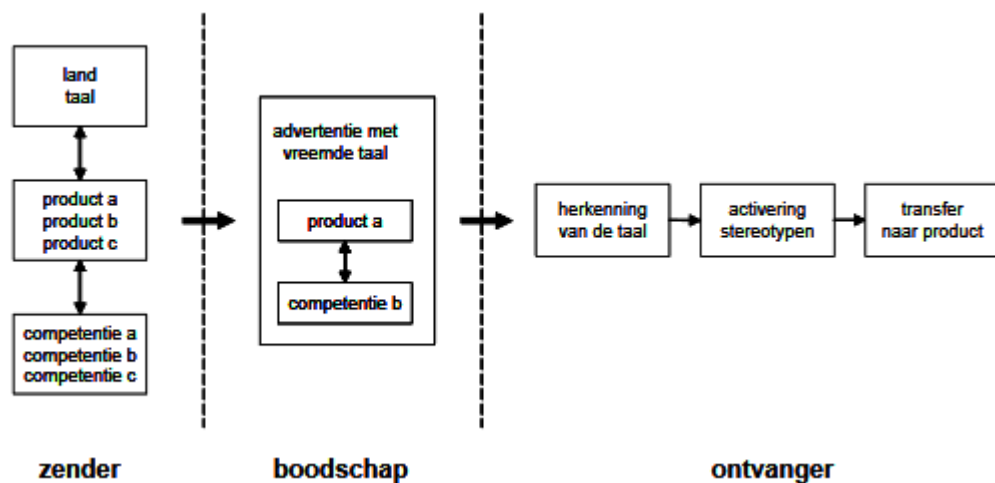 land
taal
product a
product b
product c
competentie a
competentie b
competentie c
zender
advertentie met
vreemde taal
product a
competentie b
boodschap
herkenning
van de taal
activering
stereotypen
transfer
naar product
ontvanger